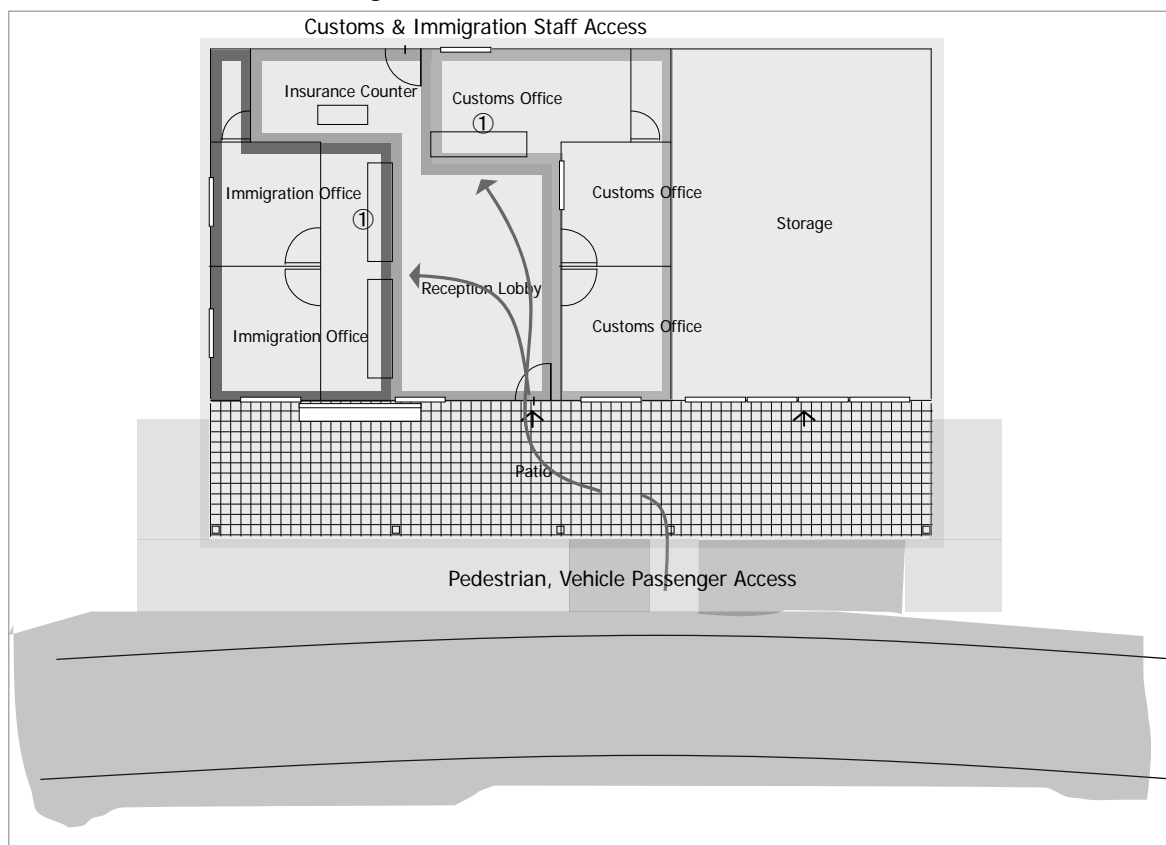 Customs & Immigration Staff Access
Insurance Counter
Customs Office
①
Immigration Office
①
Customs Office
Storage
Reception Lobby
Immigration Office
Customs Office
Patio
Pedestrian, Vehicle Passenger Access